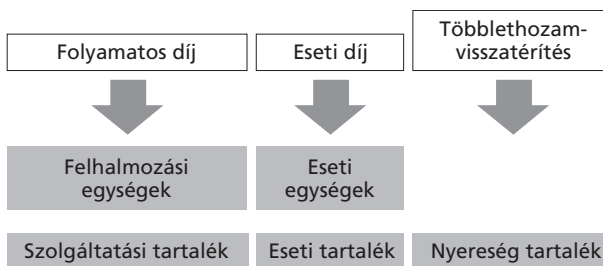 Folyamatos díj
Eseti díj
Többlethozam-
visszatérítés
Felhalmozási
egységek
Eseti
egységek
Szolgáltatási tartalék
Eseti tartalék
Nyereség tartalék